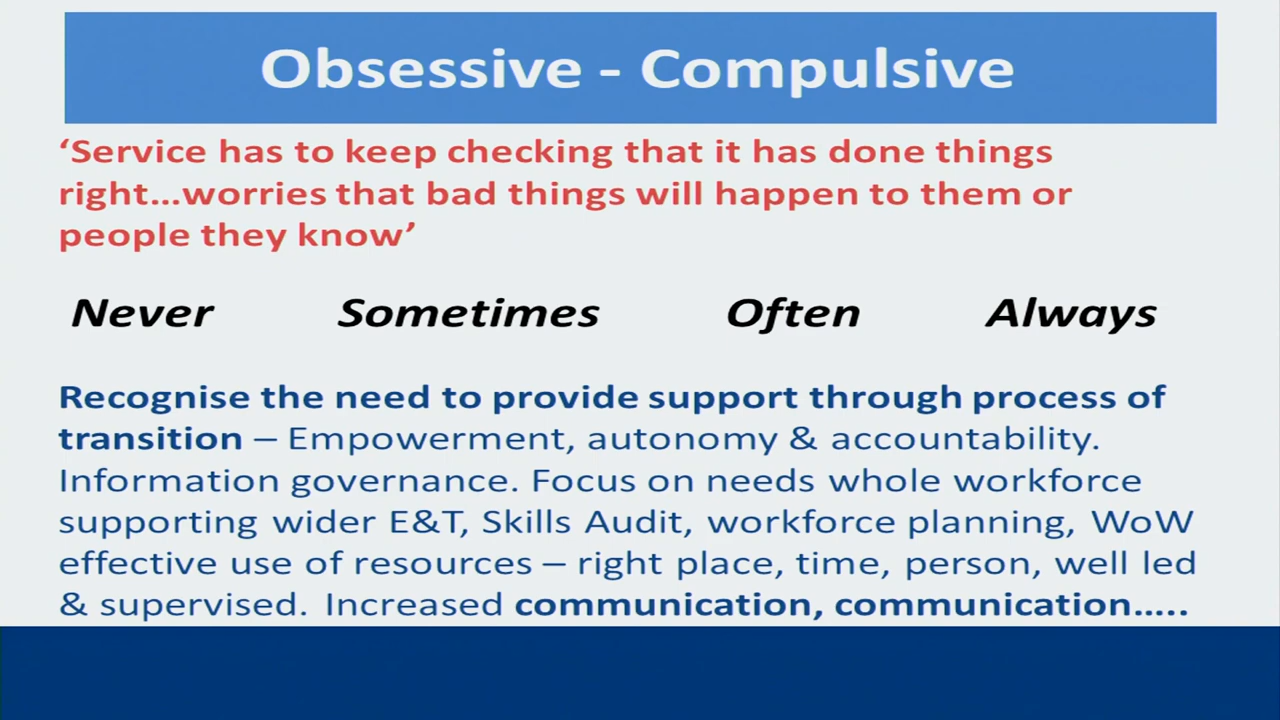 Obsessive - Compulsive
‘Service has to keep checking that it has done things
right...worries that bad things will happen to them or
people they know’
Never Sometimes Often Always
Recognise the need to provide support through process of
transition – Empowerment, autonomy & accountability.
Information governance. Focus on needs whole workforce
supporting wider E&T, Skills Audit, workforce planning, WoW
effective use of resources – right place, time, person, well led
& supervised. Increased communication, communication…..